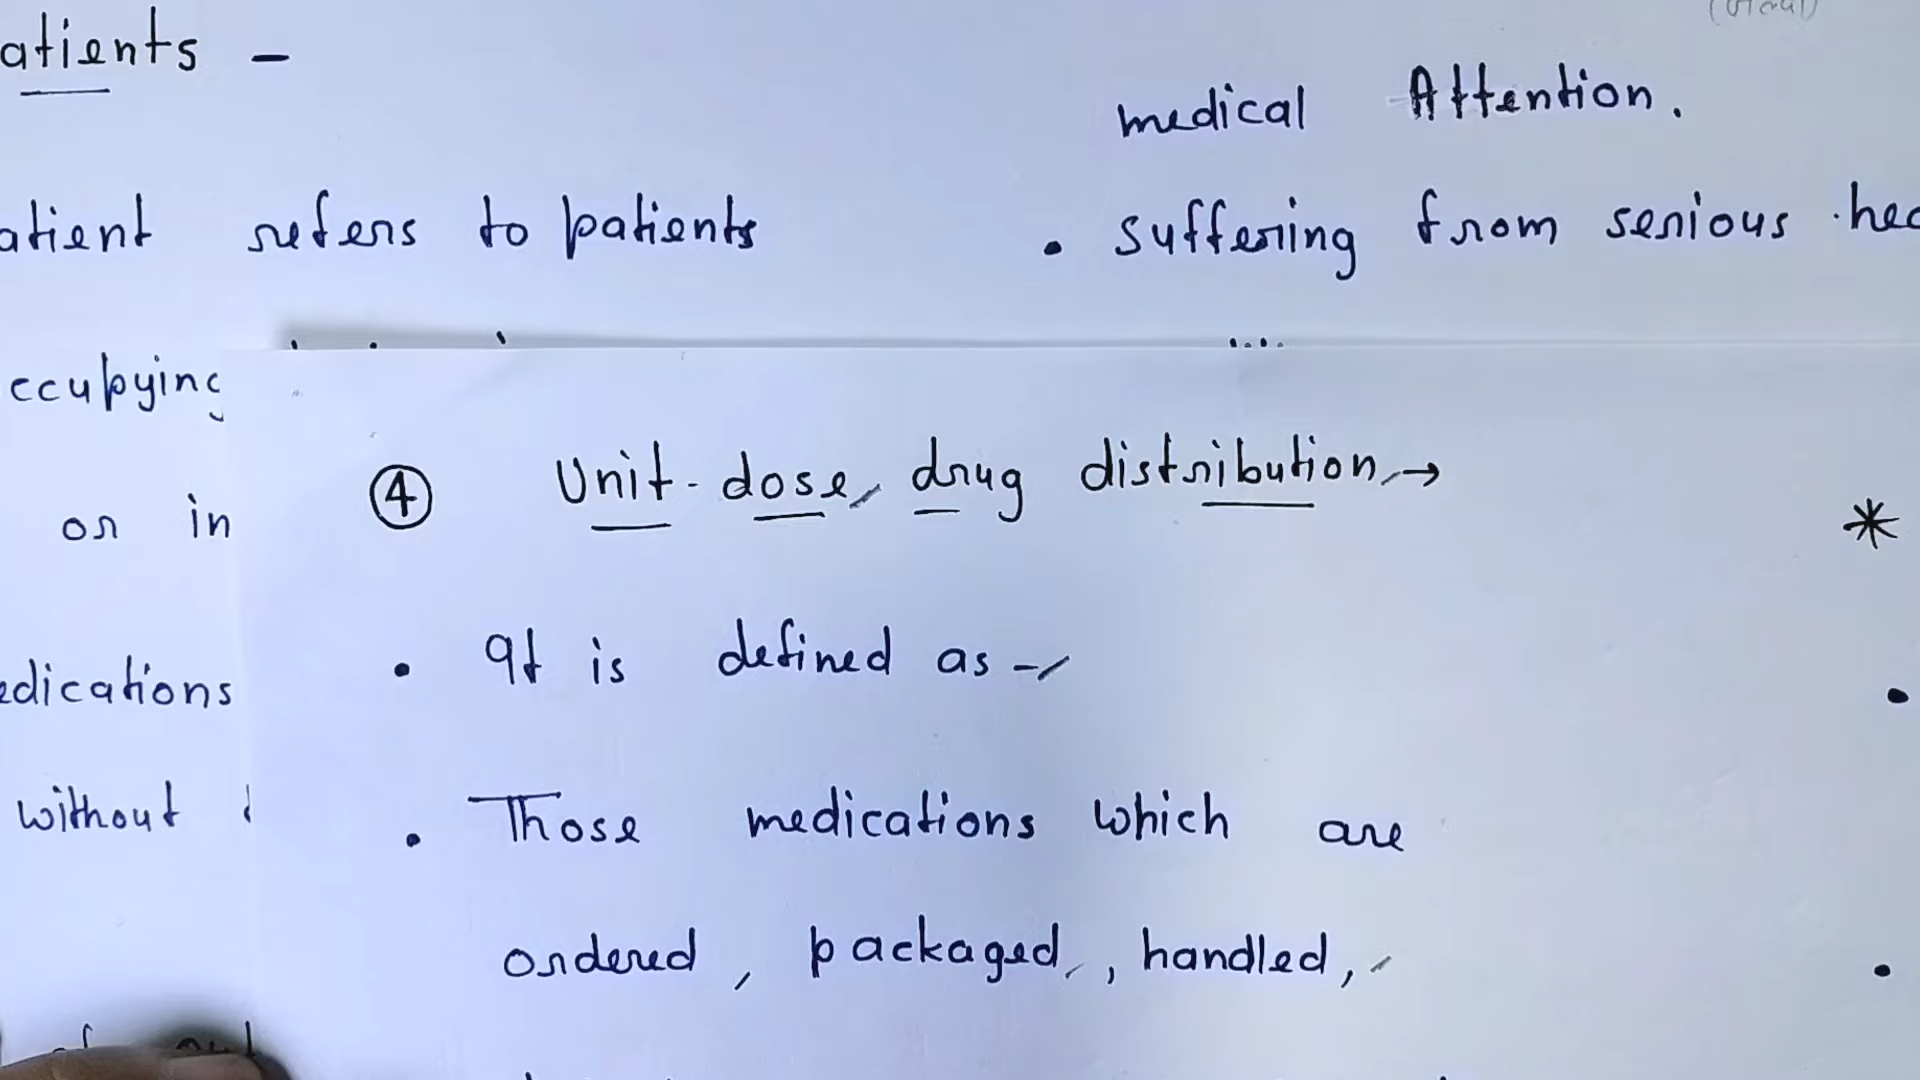 atients -
atient refers to patients
ccupying
or in
edications
without
medical Attention.
suffering from serious
④ Unit-dose drug distribution →
• It is defined as -
• Those medications which are
ordered, packaged, handled,
*